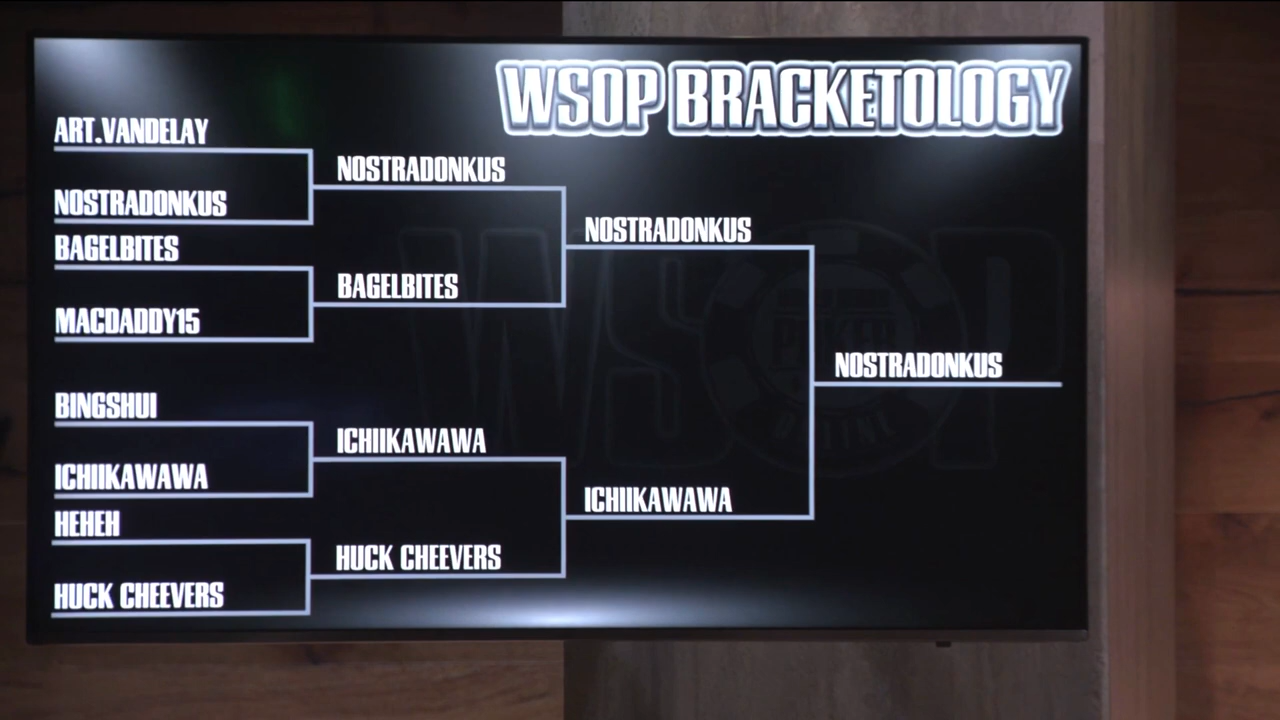 WSOP BRACKETOLOGY
ART.VANDELAY
NOSTRADONKUS
BAGELBITES
MACDADDY15
BINGSHUI
ICHIIKAWAWA
HEHEH
HUCK CHEEVERS
NOSTRADONKUS
BAGELBITES
ICHIIKAWAWA
HUCK CHEEVERS
NOSTRADONKUS
ICHIIKAWAWA
NOSTRADONKUS
WSOP